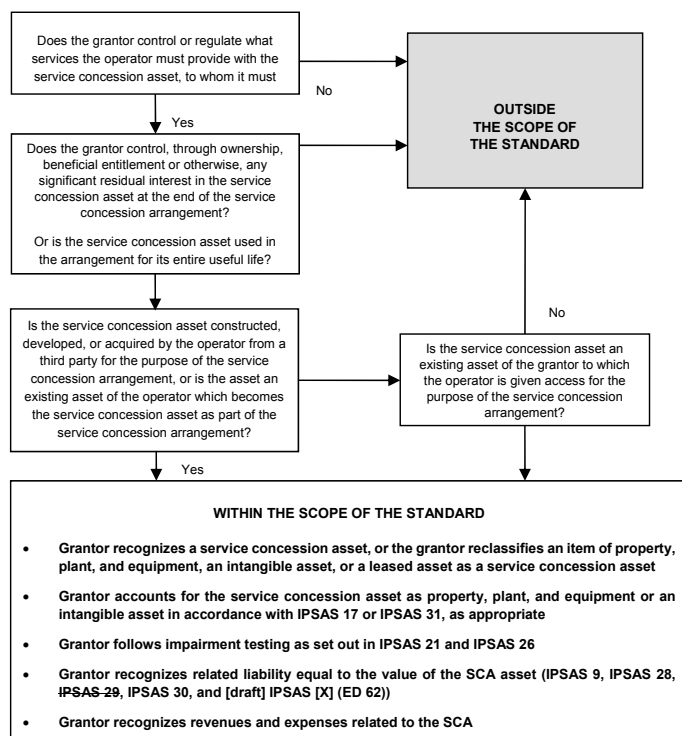 Does the grantor control or regulate what
services the operator must provide with the
service concession asset, to whom it must
No
Yes
OUTSIDE
THE SCOPE OF
THE STANDARD
Does the grantor control, through ownership,
beneficial entitlement or otherwise, any
significant residual interest in the service
concession asset at the end of the service
concession arrangement?
Or is the service concession asset used in
the arrangement for its entire useful life?
No
Is the service concession asset constructed,
developed, or acquired by the operator from a
third party for the purpose of the service
concession arrangement, or is the asset an
existing asset of the operator which becomes
the service concession asset as part of the
service concession arrangement?
Is the service concession asset an
existing asset of the grantor to which
the operator is given access for the
purpose of the service concession
arrangement?
Yes
WITHIN THE SCOPE OF THE STANDARD
• Grantor recognizes a service concession asset, or the grantor reclassifies an item of property,
plant, and equipment, an intangible asset, or a leased asset as a service concession asset
• Grantor accounts for the service concession asset as property, plant, and equipment or an
intangible asset in accordance with IPSAS 17 or IPSAS 31, as appropriate
• Grantor follows impairment testing as set out in IPSAS 21 and IPSAS 26
• Grantor recognizes related liability equal to the value of the SCA asset (IPSAS 9, IPSAS 28,
IPSAS 29, IPSAS 30, and [draft] IPSAS [X] (ED 62))
• Grantor recognizes revenues and expenses related to the SCA